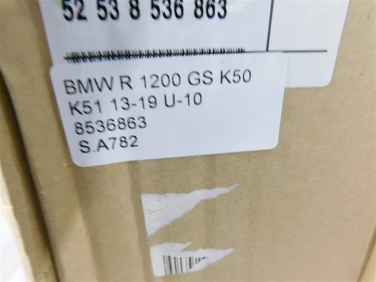 52 53 8 536 863
BMW R 1200 GS K50
K51 13-19 U-10
8536863
S.A782